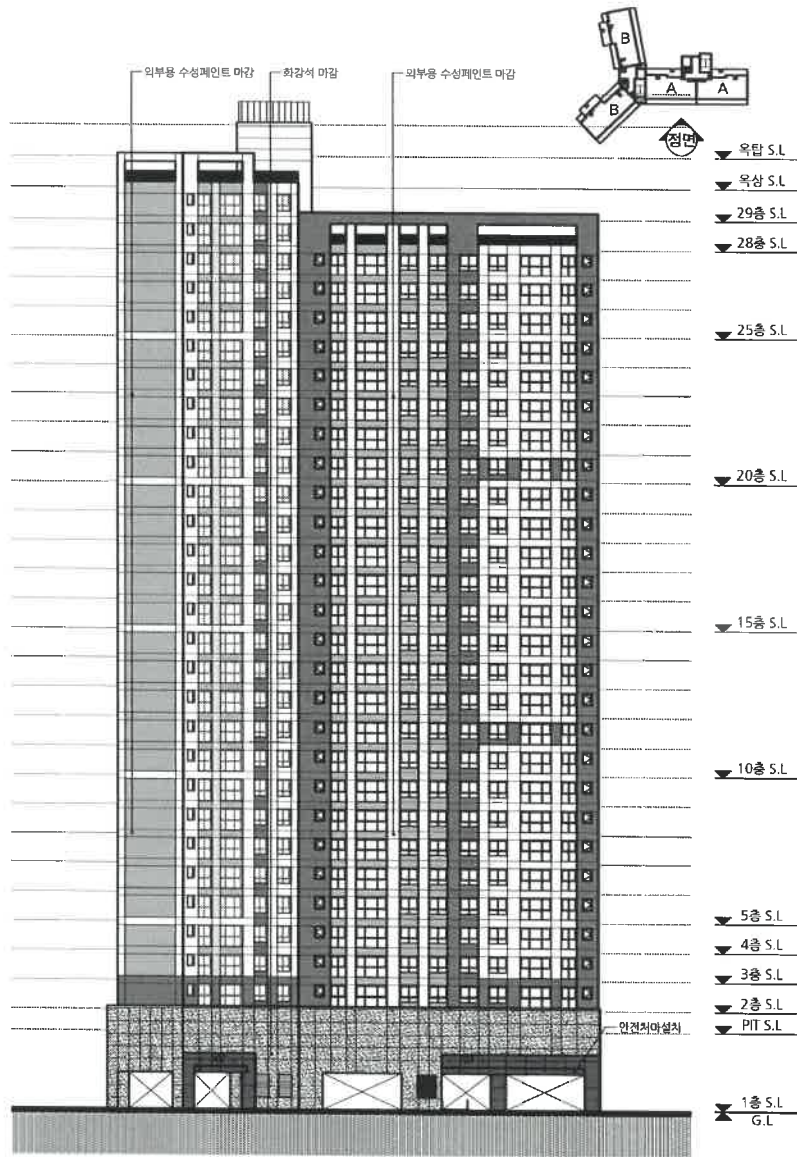 B
B
A A
정면
외부용 수성페인트 마감
화강석 마감
외부용 수성페인트 마감
옥탑 S.L
옥상 S.L
29층 S.L
28층 S.L
25층 S.L
20층 S.L
15층 S.L
10층 S.L
5층 S.L
4층 S.L
3층 S.L
2층 S.L
PIT S.L
안전처마설치
1층 S.L
G.L